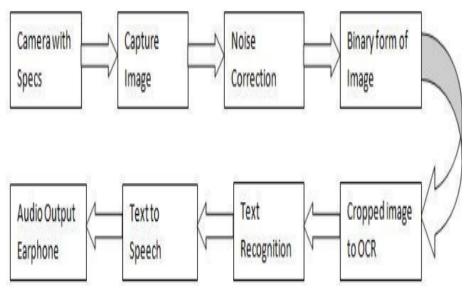 Camera with
Specs
Capture
Image
Noise
Correction
Binary form of
Image
Cropped image
to OCR
Text
Recognition
Text to
Speech
Audio Output
Earphone